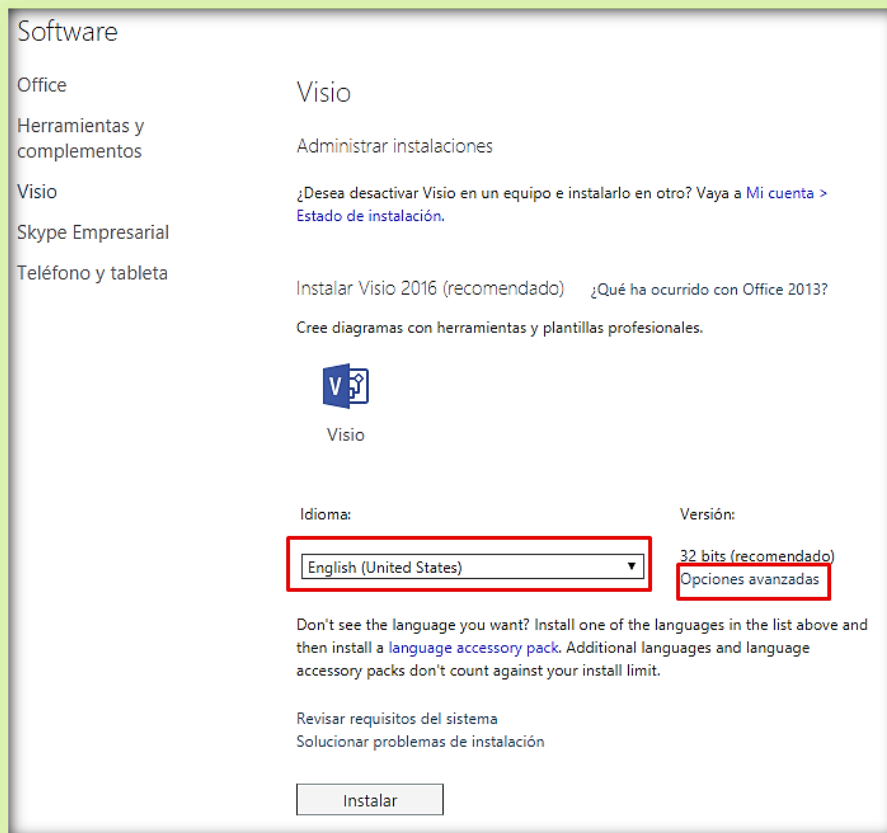 Software
Office
Herramientas y
complementos
Visio
Skype Empresarial
Teléfono y tableta
Visio
Administrar instalaciones
¿Desea desactivar Visio en un equipo e instalarlo en otro? Vaya a Mi cuenta >
Estado de instalación.
Instalar Visio 2016 (recomendado) ¿Qué ha ocurrido con Office 2013?
Cree diagramas con herramientas y plantillas profesionales.
V
Visio
Idioma: Versión:
English (United States) 32 bits (recomendado)
Opciones avanzadas
Don't see the language you want? Install one of the languages in the list above and
then install a language accessory pack. Additional languages and language
accessory packs don't count against your install limit.
Revisar requisitos del sistema
Solucionar problemas de instalación
Instalar